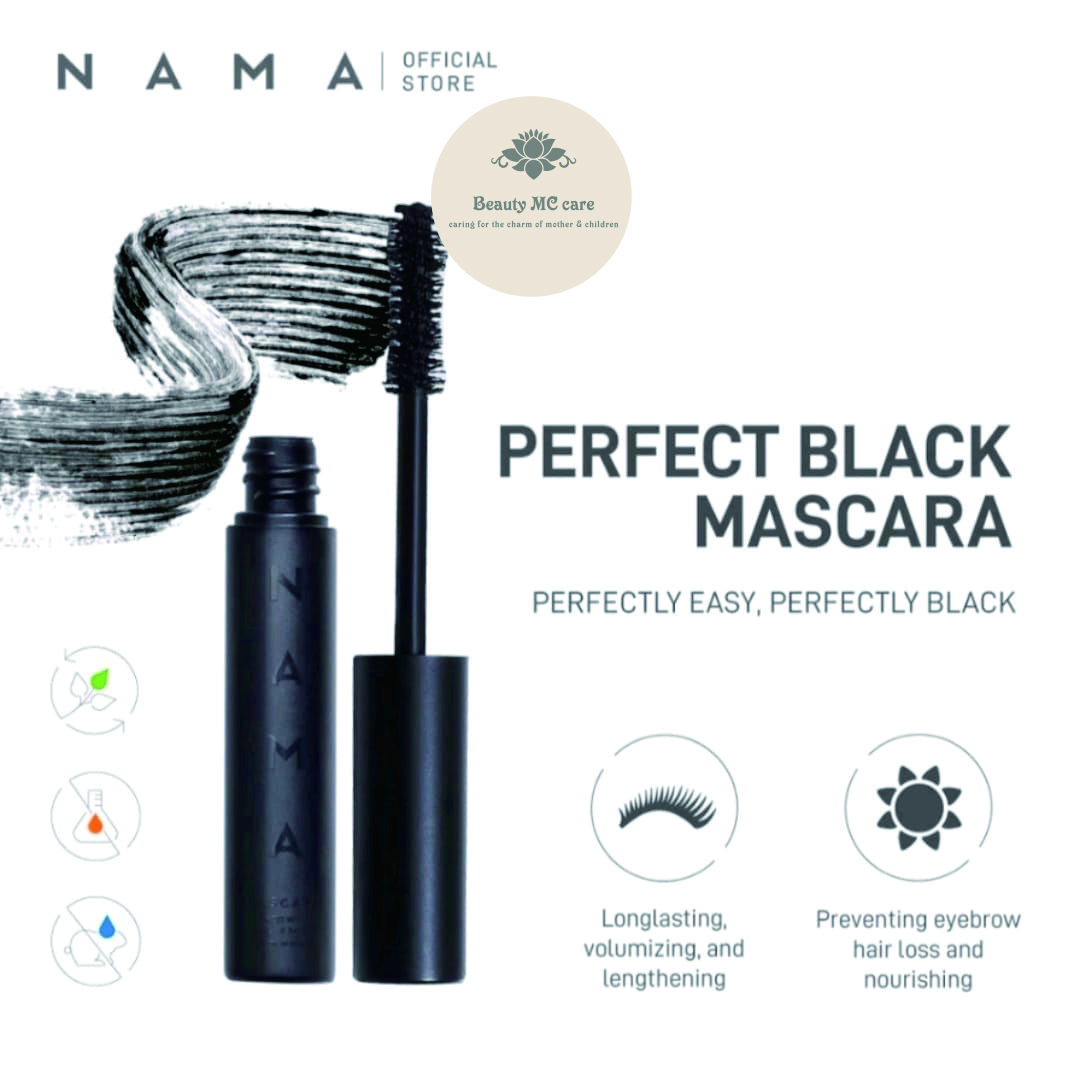 NAMA
OFFICIAL
STORE
Beauty MC care
caring for the charm of mother & children
PERFECT BLACK
MASCARA
PERFECTLY EASY, PERFECTLY BLACK
N
A
M
A
Longlasting,
volumizing, and
lengthening
Preventing eyebrow
hair loss and
nourishing